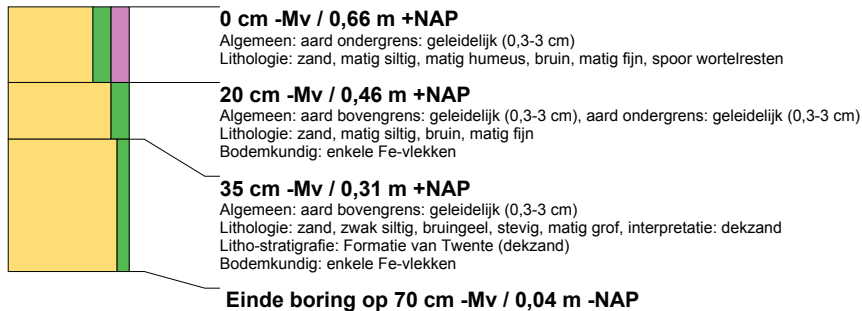 0 cm -Mv / 0,66 m +NAP
Algemeen: aard ondergrens: geleidelijk (0,3-3 cm)
Lithologie: zand, matig siltig, matig humeus, bruin, matig fijn, spoor wortelresten
20 cm -Mv / 0,46 m +NAP
Algemeen: aard bovengrens: geleidelijk (0,3-3 cm), aard ondergrens: geleidelijk (0,3-3 cm)
Lithologie: zand, matig siltig, bruin, matig fijn
Bodemkundig: enkele Fe-vlekken
35 cm -Mv / 0,31 m +NAP
Algemeen: aard bovengrens: geleidelijk (0,3-3 cm)
Lithologie: zand, zwak siltig, bruingeel, stevig, matig grof, interpretatie: dekzand
Litho-stratigrafie: Formatie van Twente (dekzand)
Bodemkundig: enkele Fe-vlekken
Einde boring op 70 cm -Mv / 0,04 m -NAP